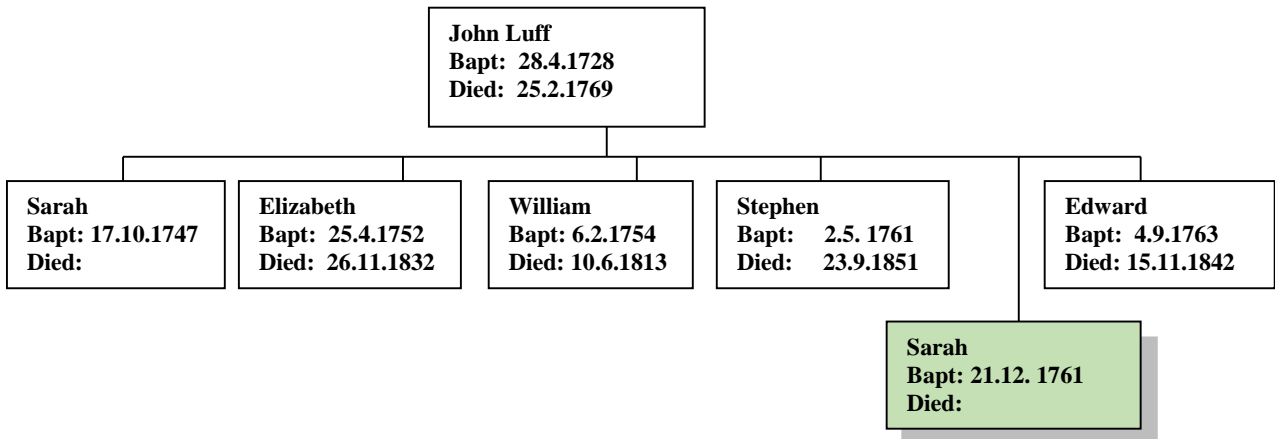 John Luff
Bapt: 28.4.1728
Died: 25.2.1769
Sarah
Bapt: 17.10.1747
Died:
Elizabeth
Bapt: 25.4.1752
Died: 26.11.1832
William
Bapt: 6.2.1754
Died: 10.6.1813
Stephen
Bapt: 2.5. 1761
Died: 23.9.1851
Edward
Bapt: 4.9.1763
Died: 15.11.1842
Sarah
Bapt: 21.12. 1761
Died: